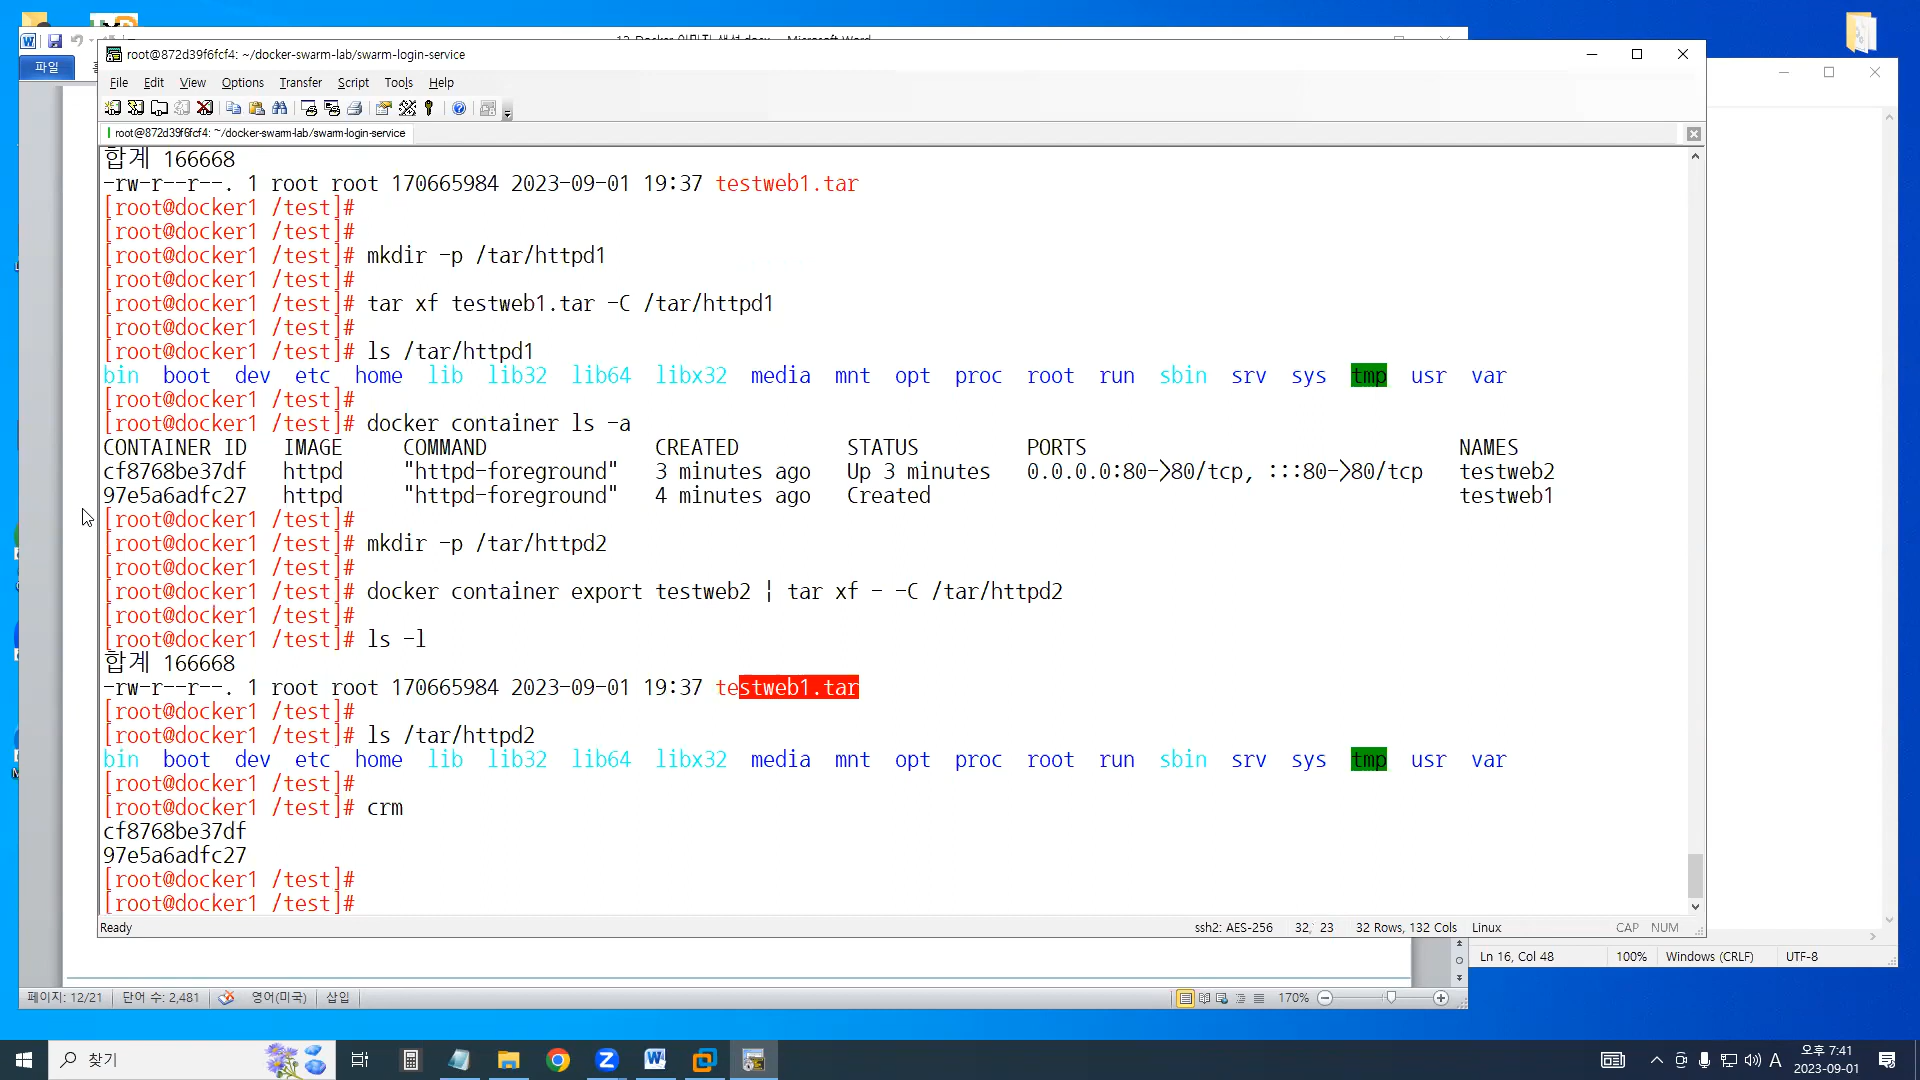 root@872d39f6fcf4: ~/docker-swarm-lab/swarm-login-service
파일
File Edit View Options Transfer Script Tools Help
root@872d39f6fcf4: ~/docker-swarm-lab/swarm-login-service
합계 166668
-rw-r--r--. 1 root root 170665984 2023-09-01 19:37 testweb1.tar
[root@docker1 /test]#
[root@docker1 /test]#
[root@docker1 /test]# mkdir -p /tar/httpd1
[root@docker1 /test]#
[root@docker1 /test]# tar xf testweb1.tar -C /tar/httpd1
[root@docker1 /test]#
[root@docker1 /test]# ls /tar/httpd1
bin boot dev etc home lib lib32 lib64 libx32 media mnt opt proc root run sbin srv sys tmp usr var
[root@docker1 /test]#
[root@docker1 /test]# docker container ls -a
CONTAINER ID IMAGE COMMAND CREATED STATUS PORTS NAMES
cf8768be37df httpd "httpd-foreground" 3 minutes ago Up 3 minutes 0.0.0.0:80->80/tcp, :::80->80/tcp testweb2
97e5a6adfc27 httpd "httpd-foreground" 4 minutes ago Created testweb1
[root@docker1 /test]#
[root@docker1 /test]# mkdir -p /tar/httpd2
[root@docker1 /test]#
[root@docker1 /test]# docker container export testweb2 | tar xf - -C /tar/httpd2
[root@docker1 /test]#
[root@docker1 /test]# ls -l
합계 166668
-rw-r--r--. 1 root root 170665984 2023-09-01 19:37 testweb1.tar
[root@docker1 /test]#
[root@docker1 /test]# ls /tar/httpd2
bin boot dev etc home lib lib32 lib64 libx32 media mnt opt proc root run sbin srv sys tmp usr var
[root@docker1 /test]#
[root@docker1 /test]# crm
cf8768be37df
97e5a6adfc27
[root@docker1 /test]#
[root@docker1 /test]#
Ready ssh2: AES-256 32, 23 32 Rows, 132 Cols Linux CAP NUM
Ln 16, Col 48 100% Windows (CRLF) UTF-8
페이지: 12/21 단어 수: 2,481 영어(미국) 삽입 170%
찾기
A 오후 7:41
2023-09-01